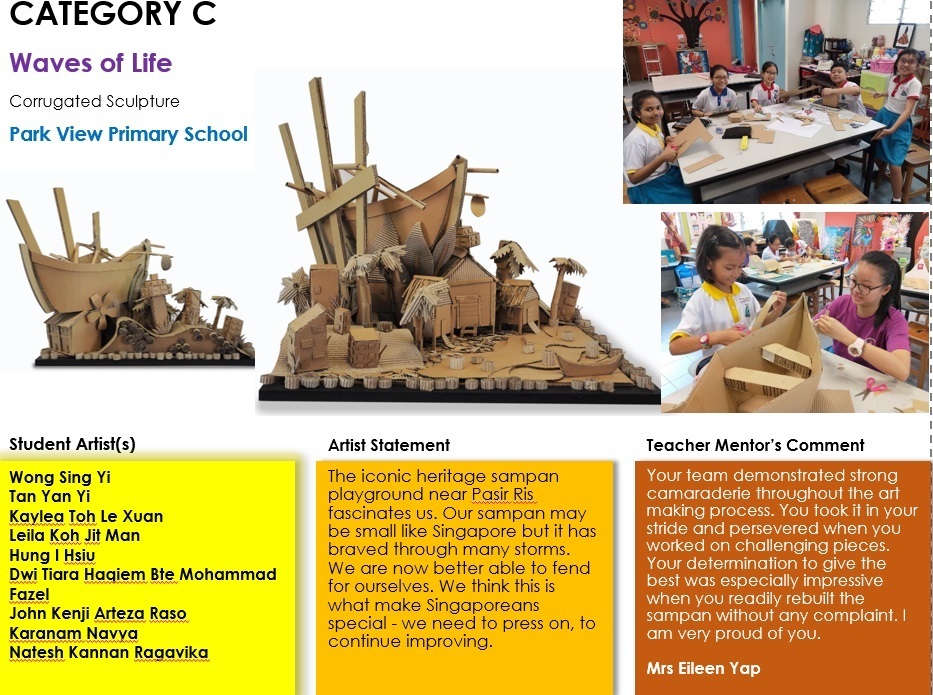 CATEGORY C
Waves of Life
Corrugated Sculpture
Park View Primary School
Student Artist(s)
Wong Sing Yi
Tan Yan Yi
Kaylea Toh Le Xuan
Leila Koh Jit Man
Hung I Hsiu
Dwi Tiara Haqiem Bte Mohammad
Fazel
John Kenji Arteza Raso
Karanam Navya
Natesh Kannan Ragavika
Artist Statement
The iconic heritage sampan
playground near Pasir Ris
fascinates us. Our sampan may
be small like Singapore but it has
braved through many storms.
We are now better able to fend
for ourselves. We think this is
what make Singaporeans
special - we need to press on, to
continue improving.
Teacher Mentor’s Comment
Your team demonstrated strong
camaraderie throughout the art
making process. You took it in your
stride and persevered when you
worked on challenging pieces.
Your determination to give the
best was especially impressive
when you readily rebuilt the
sampan without any complaint. I
am very proud of you.
Mrs Eileen Yap